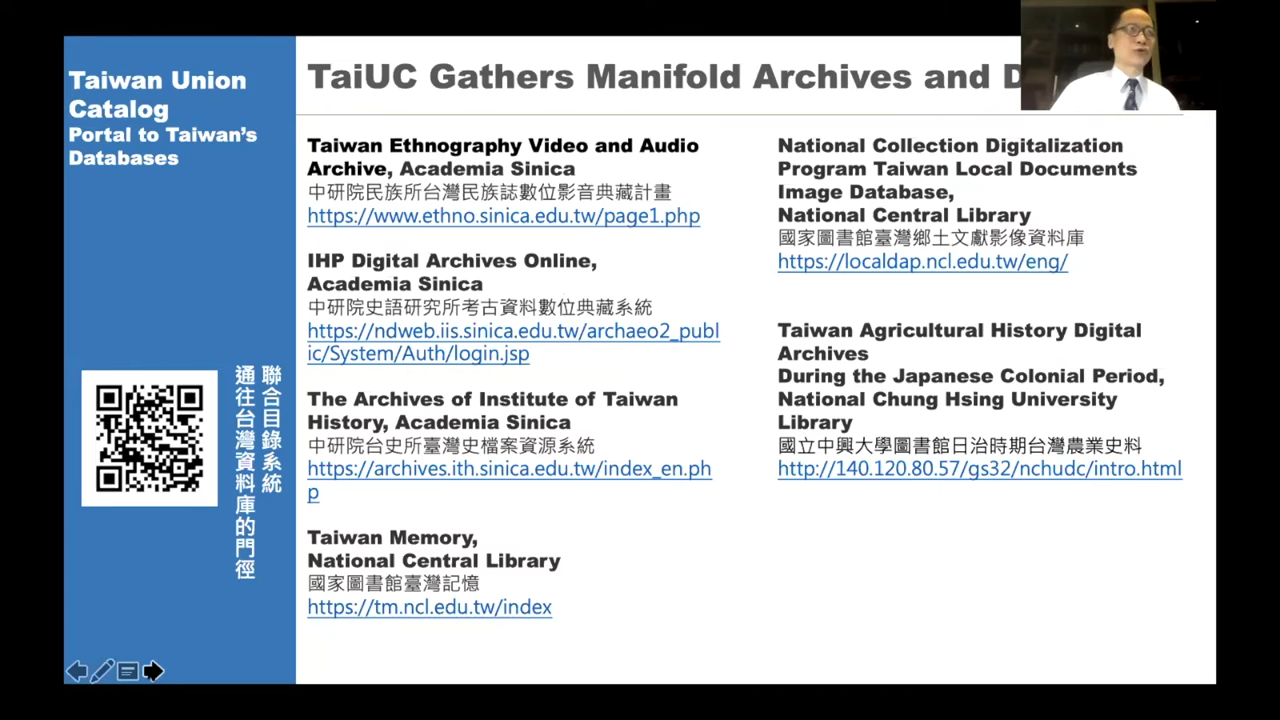 Taiwan Union
Catalog
Portal to Taiwan's
Databases
聯合目錄系統
通往台灣資料庫的門徑
TaiUC Gathers Manifold Archives and D
Taiwan Ethnography Video and Audio
Archive, Academia Sinica
中研院民族所台灣民族誌數位影音典藏計畫
https://www.ethno.sinica.edu.tw/page1.php
IHP Digital Archives Online,
Academia Sinica
中研院史語研究所考古資料數位典藏系統
https://ndweb.iis.sinica.edu.tw/archaeo2_publ
ic/System/Auth/login.jsp
The Archives of Institute of Taiwan
History, Academia Sinica
中研院台史所臺灣史檔案資源系統
https://archives.ith.sinica.edu.tw/index_en.ph
p
Taiwan Memory,
National Central Library
國家圖書館臺灣記憶
https://tm.ncl.edu.tw/index
National Collection Digitalization
Program Taiwan Local Documents
Image Database,
National Central Library
國家圖書館臺灣鄉土文獻影像資料庫
https://localdap.ncl.edu.tw/eng/
Taiwan Agricultural History Digital
Archives
During the Japanese Colonial Period,
National Chung Hsing University
Library
國立中興大學圖書館日治時期台灣農業史料
http://140.120.80.57/gs32/nchudc/intro.html